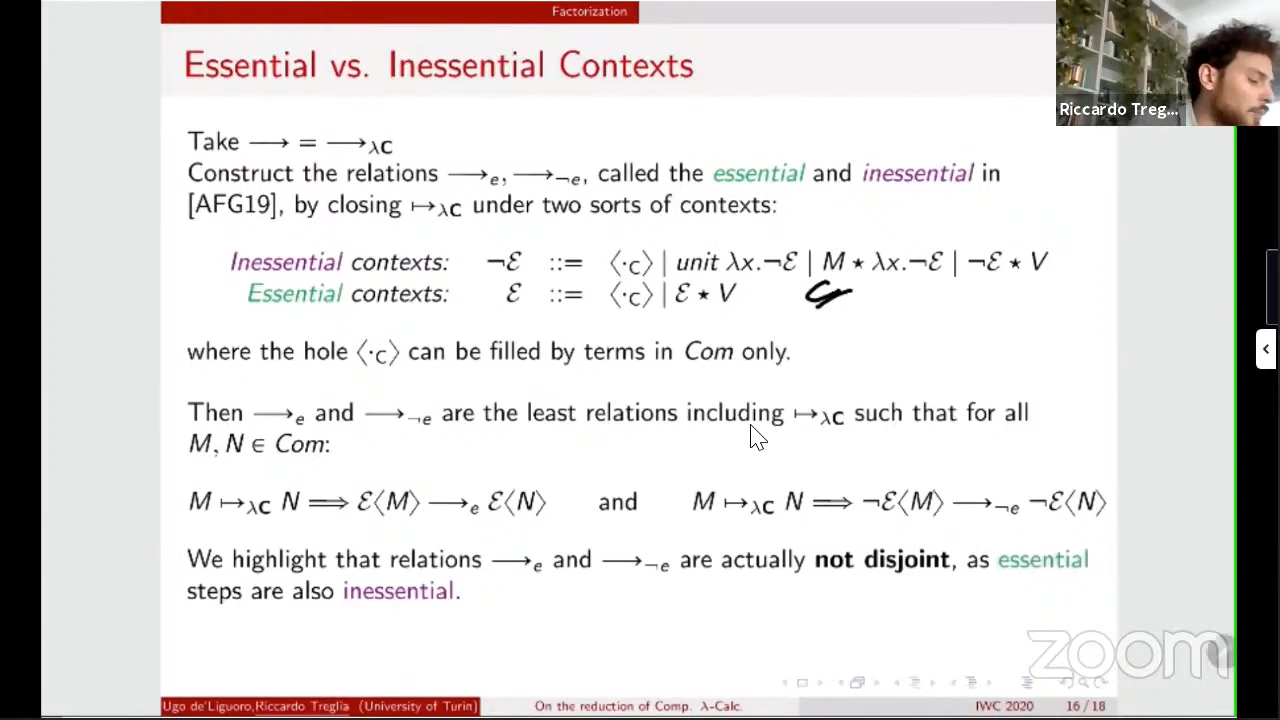 Factorization
Essential vs. Inessential Contexts
Riccardo Treg...
Take ⟶ = ⟶λC
Construct the relations ⟶e, ⟶¬e, called the essential and inessential in
[AFG19], by closing ↦λC under two sorts of contexts:
Inessential contexts: ¬ℰ ::= ⟨·C⟩ | unit λx.¬ℰ | M ⋆ λx.¬ℰ | ¬ℰ ⋆ V
Essential contexts: ℰ ::= ⟨·C⟩ | ℰ ⋆ V
where the hole ⟨·C⟩ can be filled by terms in Com only.
Then ⟶e and ⟶¬e are the least relations including ↦λC such that for all
M, N ∈ Com:
M ↦λC N ⟹ ℰ⟨M⟩ ⟶e ℰ⟨N⟩ and M ↦λC N ⟹ ¬ℰ⟨M⟩ ⟶¬e ¬ℰ⟨N⟩
We highlight that relations ⟶e and ⟶¬e are actually not disjoint, as essential
steps are also inessential.
zoom
Ugo de'Liguoro,Riccardo Treglia (University of Turin) On the reduction of Comp. λ-Calc. IWC 2020 16 / 18